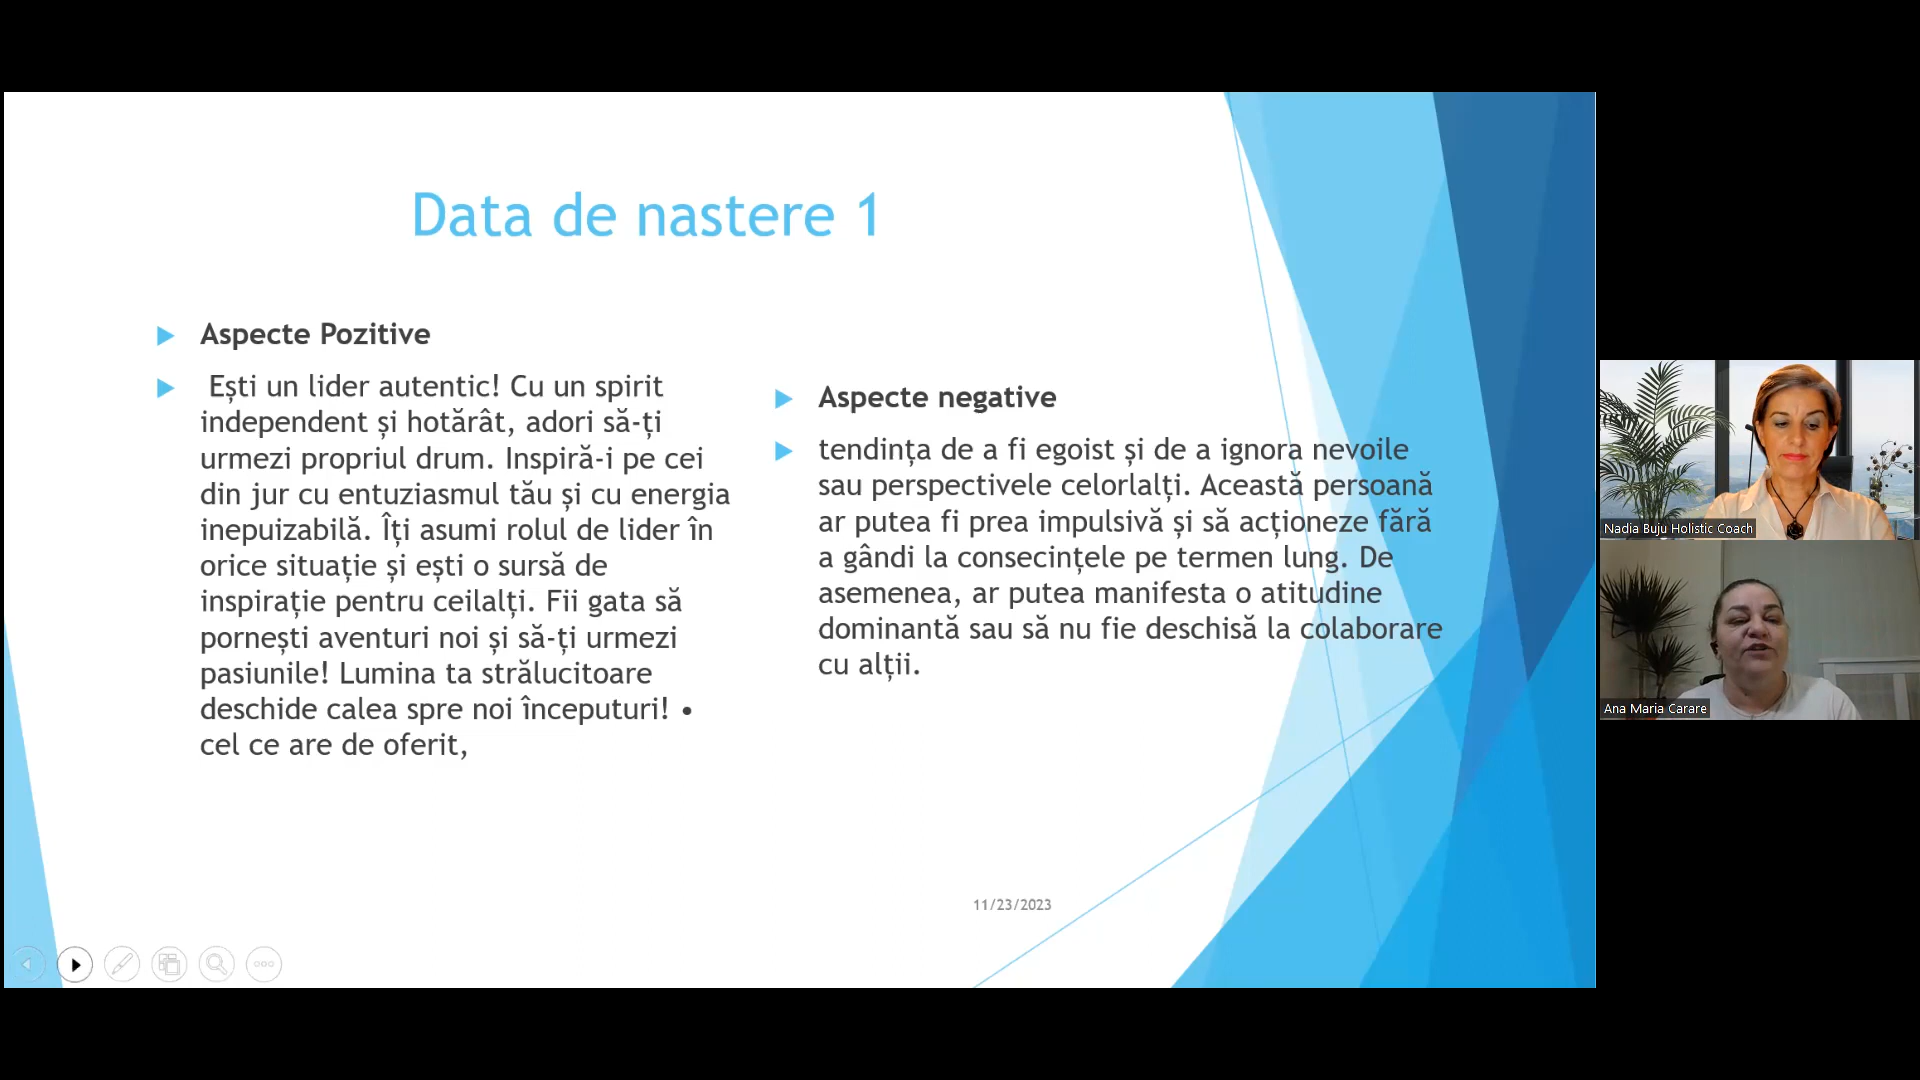 Data de nastere 1
Aspecte Pozitive
Ești un lider autentic! Cu un spirit
independent și hotărât, adori să-ți
urmezi propriul drum. Inspiră-i pe cei
din jur cu entuziasmul tău și cu energia
inepuizabilă. Îți asumi rolul de lider în
orice situație și ești o sursă de
inspirație pentru ceilalți. Fii gata să
pornești aventuri noi și să-ți urmezi
pasiunile! Lumina ta strălucitoare
deschide calea spre noi începuturi! •
cel ce are de oferit,
Aspecte negative
tendința de a fi egoist și de a ignora nevoile
sau perspectivele celorlalți. Această persoană
ar putea fi prea impulsivă și să acționeze fără
a gândi la consecințele pe termen lung. De
asemenea, ar putea manifesta o atitudine
dominantă sau să nu fie deschisă la colaborare
cu alții.
11/23/2023
Nadia Buju Holistic Coach
Ana Maria Carare